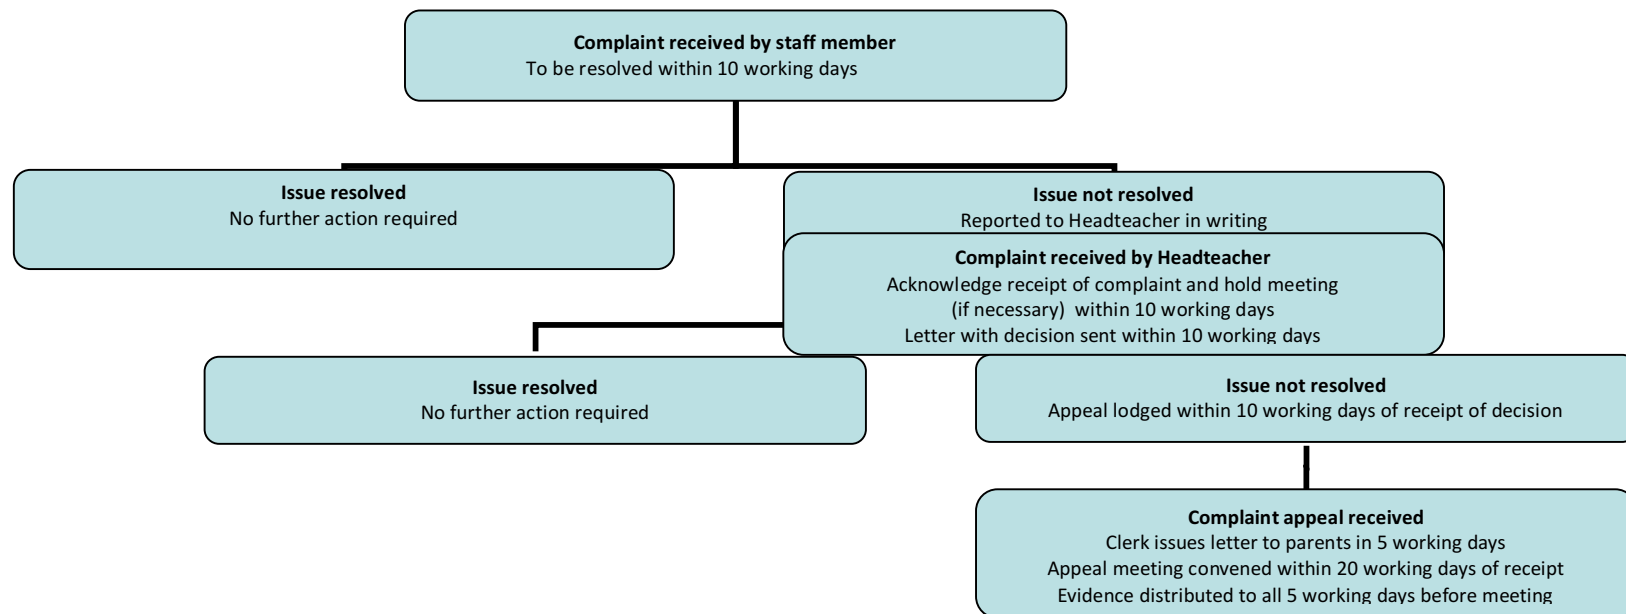 Complaint received by staff member
To be resolved within 10 working days
Issue resolved
No further action required
Issue not resolved
Reported to Headteacher in writing
Complaint received by Headteacher
Acknowledge receipt of complaint and hold meeting
(if necessary) within 10 working days
Letter with decision sent within 10 working days
Issue resolved
No further action required
Issue not resolved
Appeal lodged within 10 working days of receipt of decision
Complaint appeal received
Clerk issues letter to parents in 5 working days
Appeal meeting convened within 20 working days of receipt
Evidence distributed to all 5 working days before meeting